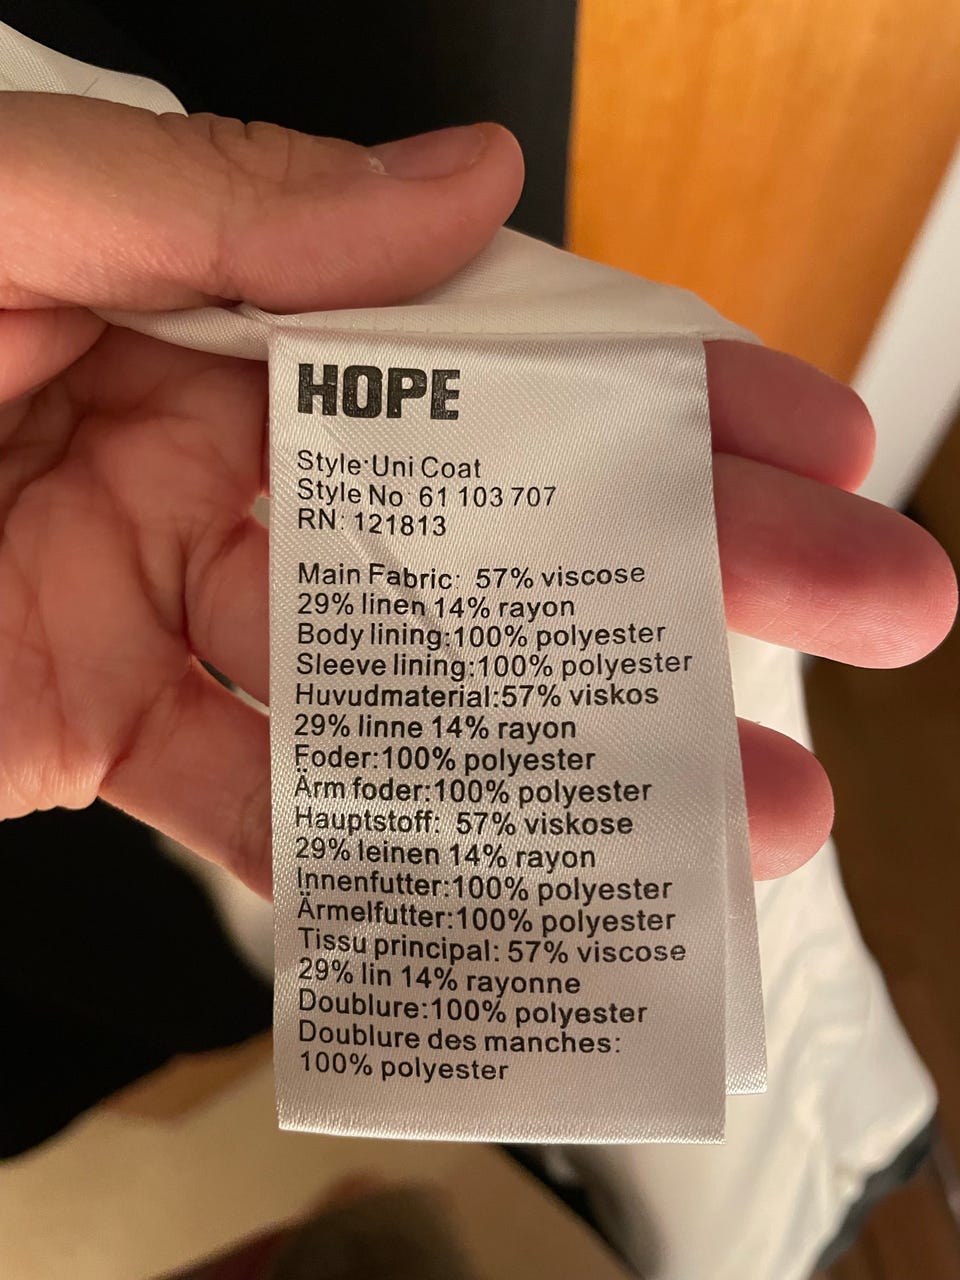 HOPE
Style:Uni Coat
Style No: 61 103 707
RN: 121813
Main Fabric: 57% viscose
29% linen 14% rayon
Body lining:100% polyester
Sleeve lining:100% polyester
Huvudmaterial:57% viskos
29% linne 14% rayon
Foder:100% polyester
Ärm foder:100% polyester
Hauptstoff: 57% viskose
29% leinen 14% rayon
Innenfutter:100% polyester
Ärmelfutter:100% polyester
Tissu principal: 57% viscose
29% lin 14% rayonne
Doublure:100% polyester
Doublure des manches:
100% polyester